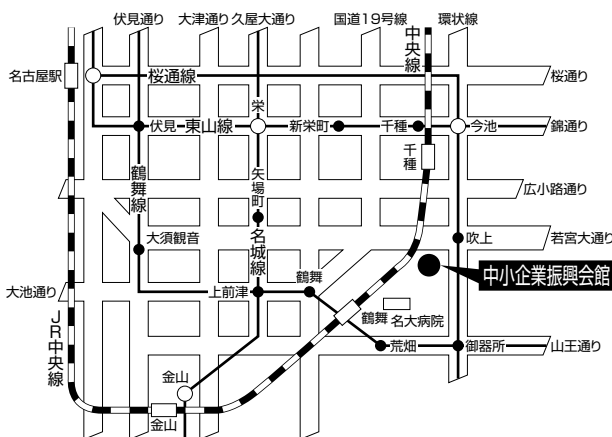 伏見通り
大津通り
久屋大通り
国道19号線
環状線
中央線
名古屋駅
桜通線
桜通り
栄
伏見
東山線
新栄町
千種
今池
錦通り
千種
鶴舞線
矢場町
広小路通り
大須観音
名城線
吹上
若宮大通り
中小企業振興会館
鶴舞
大池通り
上前津
鶴舞
名大病院
JR中央線
荒畑
御器所
山王通り
金山
金山